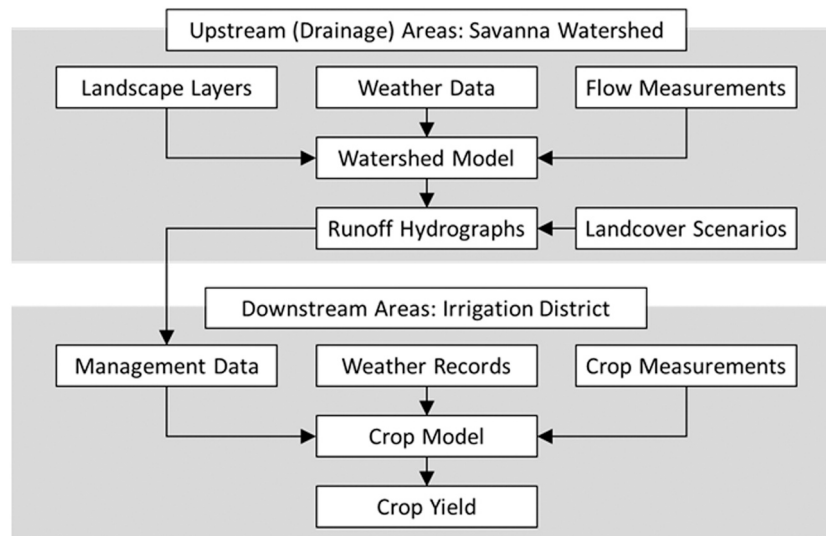 Upstream (Drainage) Areas: Savanna Watershed
Landscape Layers
Weather Data
Flow Measurements
Watershed Model
Runoff Hydrographs
Landcover Scenarios
Downstream Areas: Irrigation District
Management Data
Weather Records
Crop Measurements
Crop Model
Crop Yield